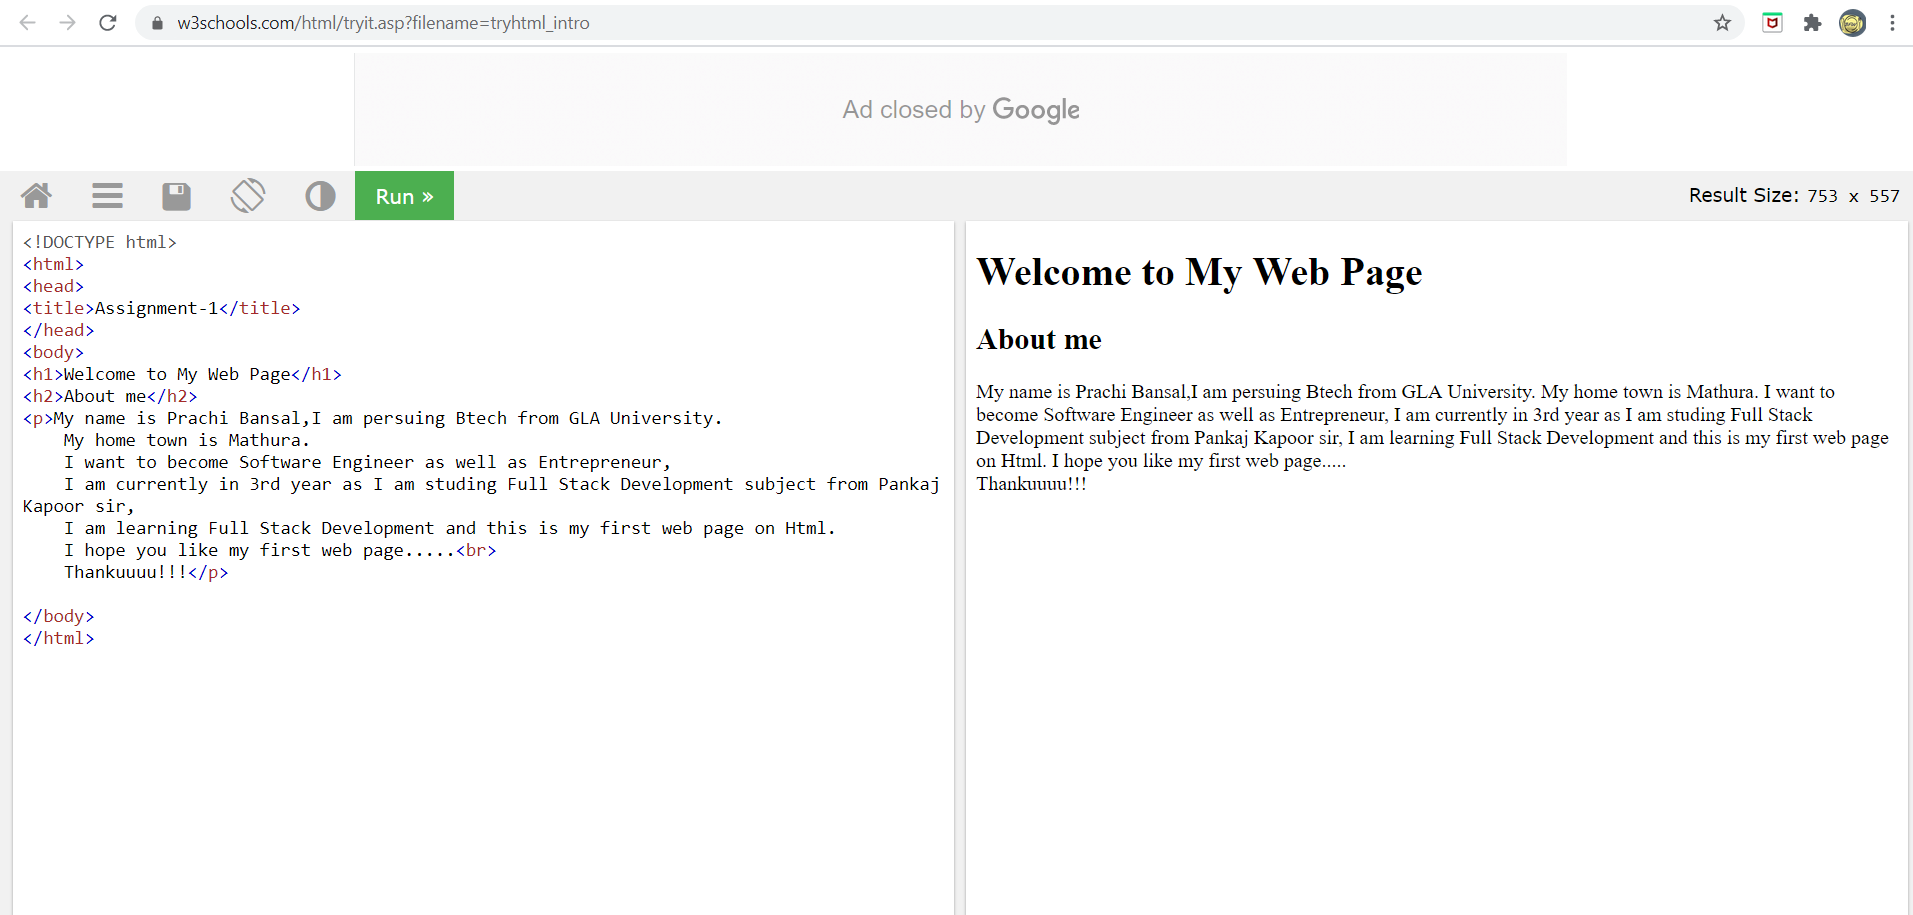 w3schools.com/html/tryit.asp?filename=tryhtml_intro
Ad closed by Google
Run »
Result Size: 753 x 557
<!DOCTYPE html>
<html>
<head>
<title>Assignment-1</title>
</head>
<body>
<h1>Welcome to My Web Page</h1>
<h2>About me</h2>
<p>My name is Prachi Bansal,I am persuing Btech from GLA University.
My home town is Mathura.
I want to become Software Engineer as well as Entrepreneur,
I am currently in 3rd year as I am studing Full Stack Development subject from Pankaj
Kapoor sir,
I am learning Full Stack Development and this is my first web page on Html.
I hope you like my first web page.....<br>
Thankuuuu!!!</p>
</body>
</html>
Welcome to My Web Page
About me
My name is Prachi Bansal,I am persuing Btech from GLA University. My home town is Mathura. I want to
become Software Engineer as well as Entrepreneur, I am currently in 3rd year as I am studing Full Stack
Development subject from Pankaj Kapoor sir, I am learning Full Stack Development and this is my first web page
on Html. I hope you like my first web page.....
Thankuuuu!!!